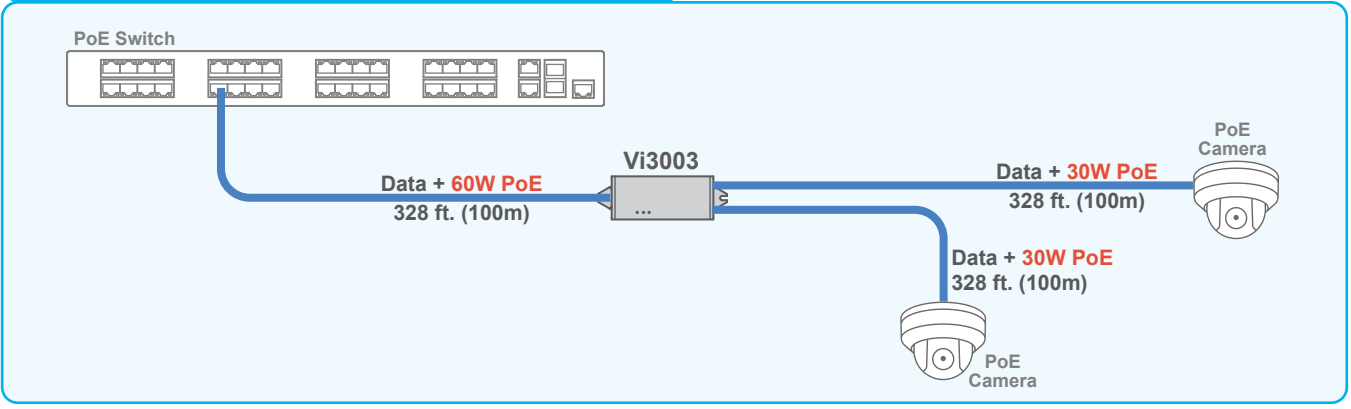 PoE Switch
Vi3003
Data + 60W PoE
328 ft. (100m)
Data + 30W PoE
328 ft. (100m)
PoE
Camera
Data + 30W PoE
328 ft. (100m)
PoE
Camera